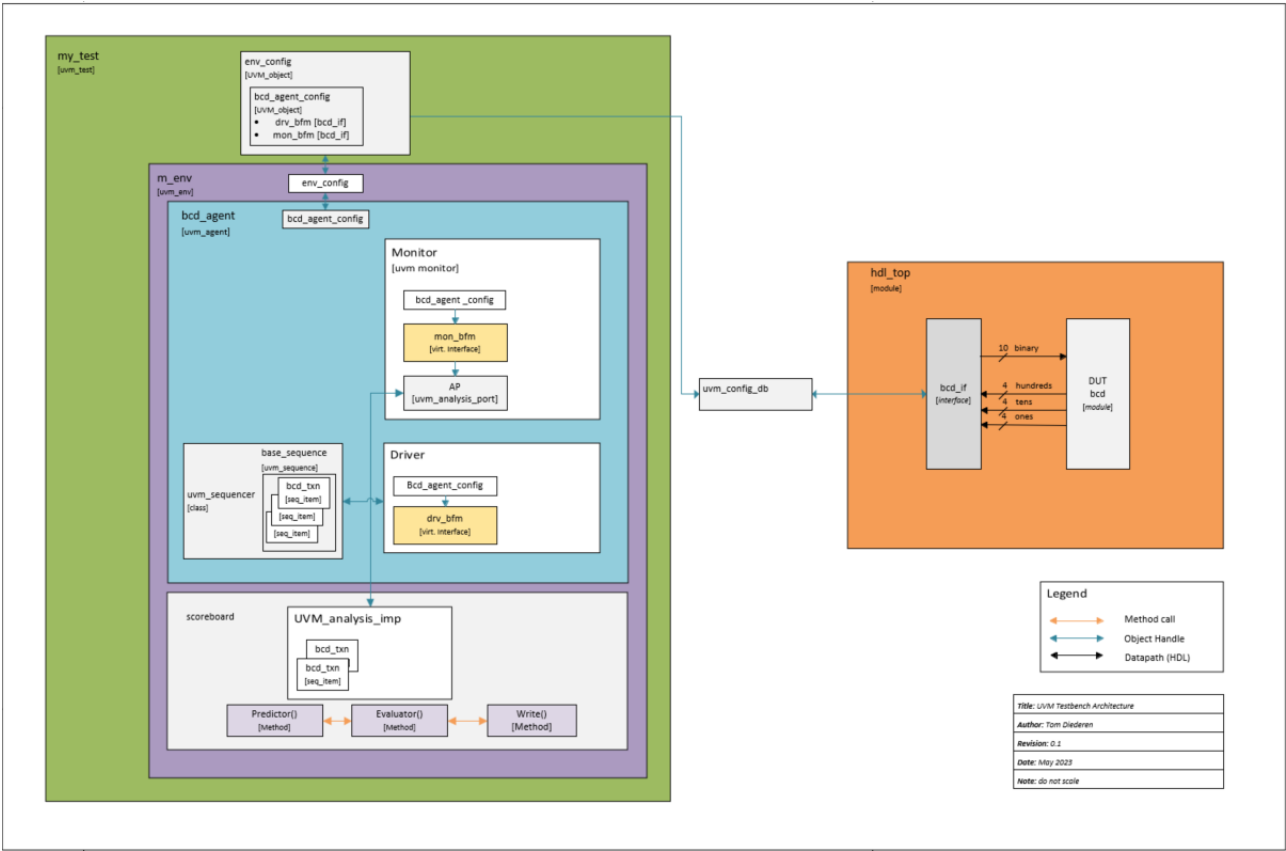 my_test
[uvm_test]
env_config
[UVM_object]
bcd_agent_config
[UVM_object]
• drv_bfm [bcd_if]
• mon_bfm [bcd_if]
m_env
[uvm_env]
env_config
bcd_agent
[uvm_agent]
bcd_agent_config
Monitor
[uvm monitor]
bcd_agent _config
mon_bfm
[virt. interface]
AP
[uvm_analysis_port]
base_sequence
[uvm_sequence]
uvm_sequencer
[class]
bcd_txn
[seq_item]
[seq_item]
[seq_item]
Driver
Bcd_agent_config
drv_bfm
[virt. interface]
scoreboard
UVM_analysis_imp
bcd_txn
bcd_txn
[seq_item]
Predictor()
[Method]
Evaluator()
[Method]
Write()
[Method]
uvm_config_db
hdl_top
[module]
bcd_if
[interface]
10 binary
4 hundreds
4 tens
4 ones
DUT
bcd
[module]
Legend
Method call
Object Handle
Datapath (HDL)
Title: UVM Testbench Architecture
Author: Tom Diederen
Revision: 0.1
Date: May 2023
Note: do not scale